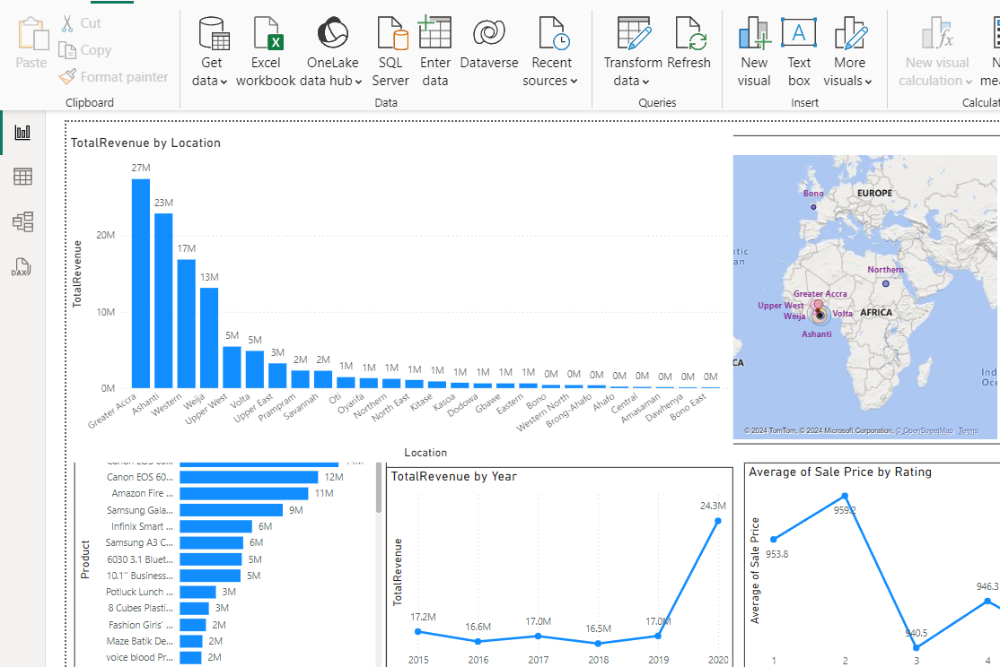 Paste
Cut
Copy
Format painter
Clipboard
Get
data
Excel
workbook
OneLake
data hub
SQL
Server
Enter
data
Dataverse
Recent
sources
Data
Transform
data
Refresh
Queries
New
visual
Text
box
More
visuals
Insert
New visual
calculation
TotalRevenue by Location
TotalRevenue
20M
10M
0M
27M
23M
17M
13M
5M
5M
3M
2M
2M
1M
1M
1M
1M
1M
1M
1M
1M
1M
0M
0M
0M
0M
0M
0M
0M
0M
Greater Accra
Ashanti
Western
Weija
Upper West
Volta
Upper East
Prampram
Savannah
Oti
Oyarifa
Northern
North East
Kitase
Kasoa
Dodowa
Gbawe
Eastern
Bono
Western North
Brong-Ahafo
Ahafo
Central
Amasaman
Dawhenya
Bono East
Location
Bono
EUROPE
Northern
Greater Accra
Upper West
Weija
Volta
AFRICA
Ashanti
© 2024 TomTom, © 2024 Microsoft Corporation, © OpenStreetMap Terms
Product
Canon EOS 60... 12M
Amazon Fire ... 11M
Samsung Gala... 9M
Infinix Smart ... 6M
Samsung A3 C... 6M
6030 3.1 Bluet... 5M
10.1'' Business... 5M
Potluck Lunch ... 3M
8 Cubes Plasti... 3M
Fashion Girls' ... 2M
Maze Batik De... 2M
voice blood Pr... 2M
TotalRevenue by Year
TotalRevenue
17.2M
16.6M
17.0M
16.5M
17.0M
24.3M
2015
2016
2017
2018
2019
2020
Average of Sale Price by Rating
Average of Sale Price
953.8
959.2
940.5
946.3
1
2
3
4